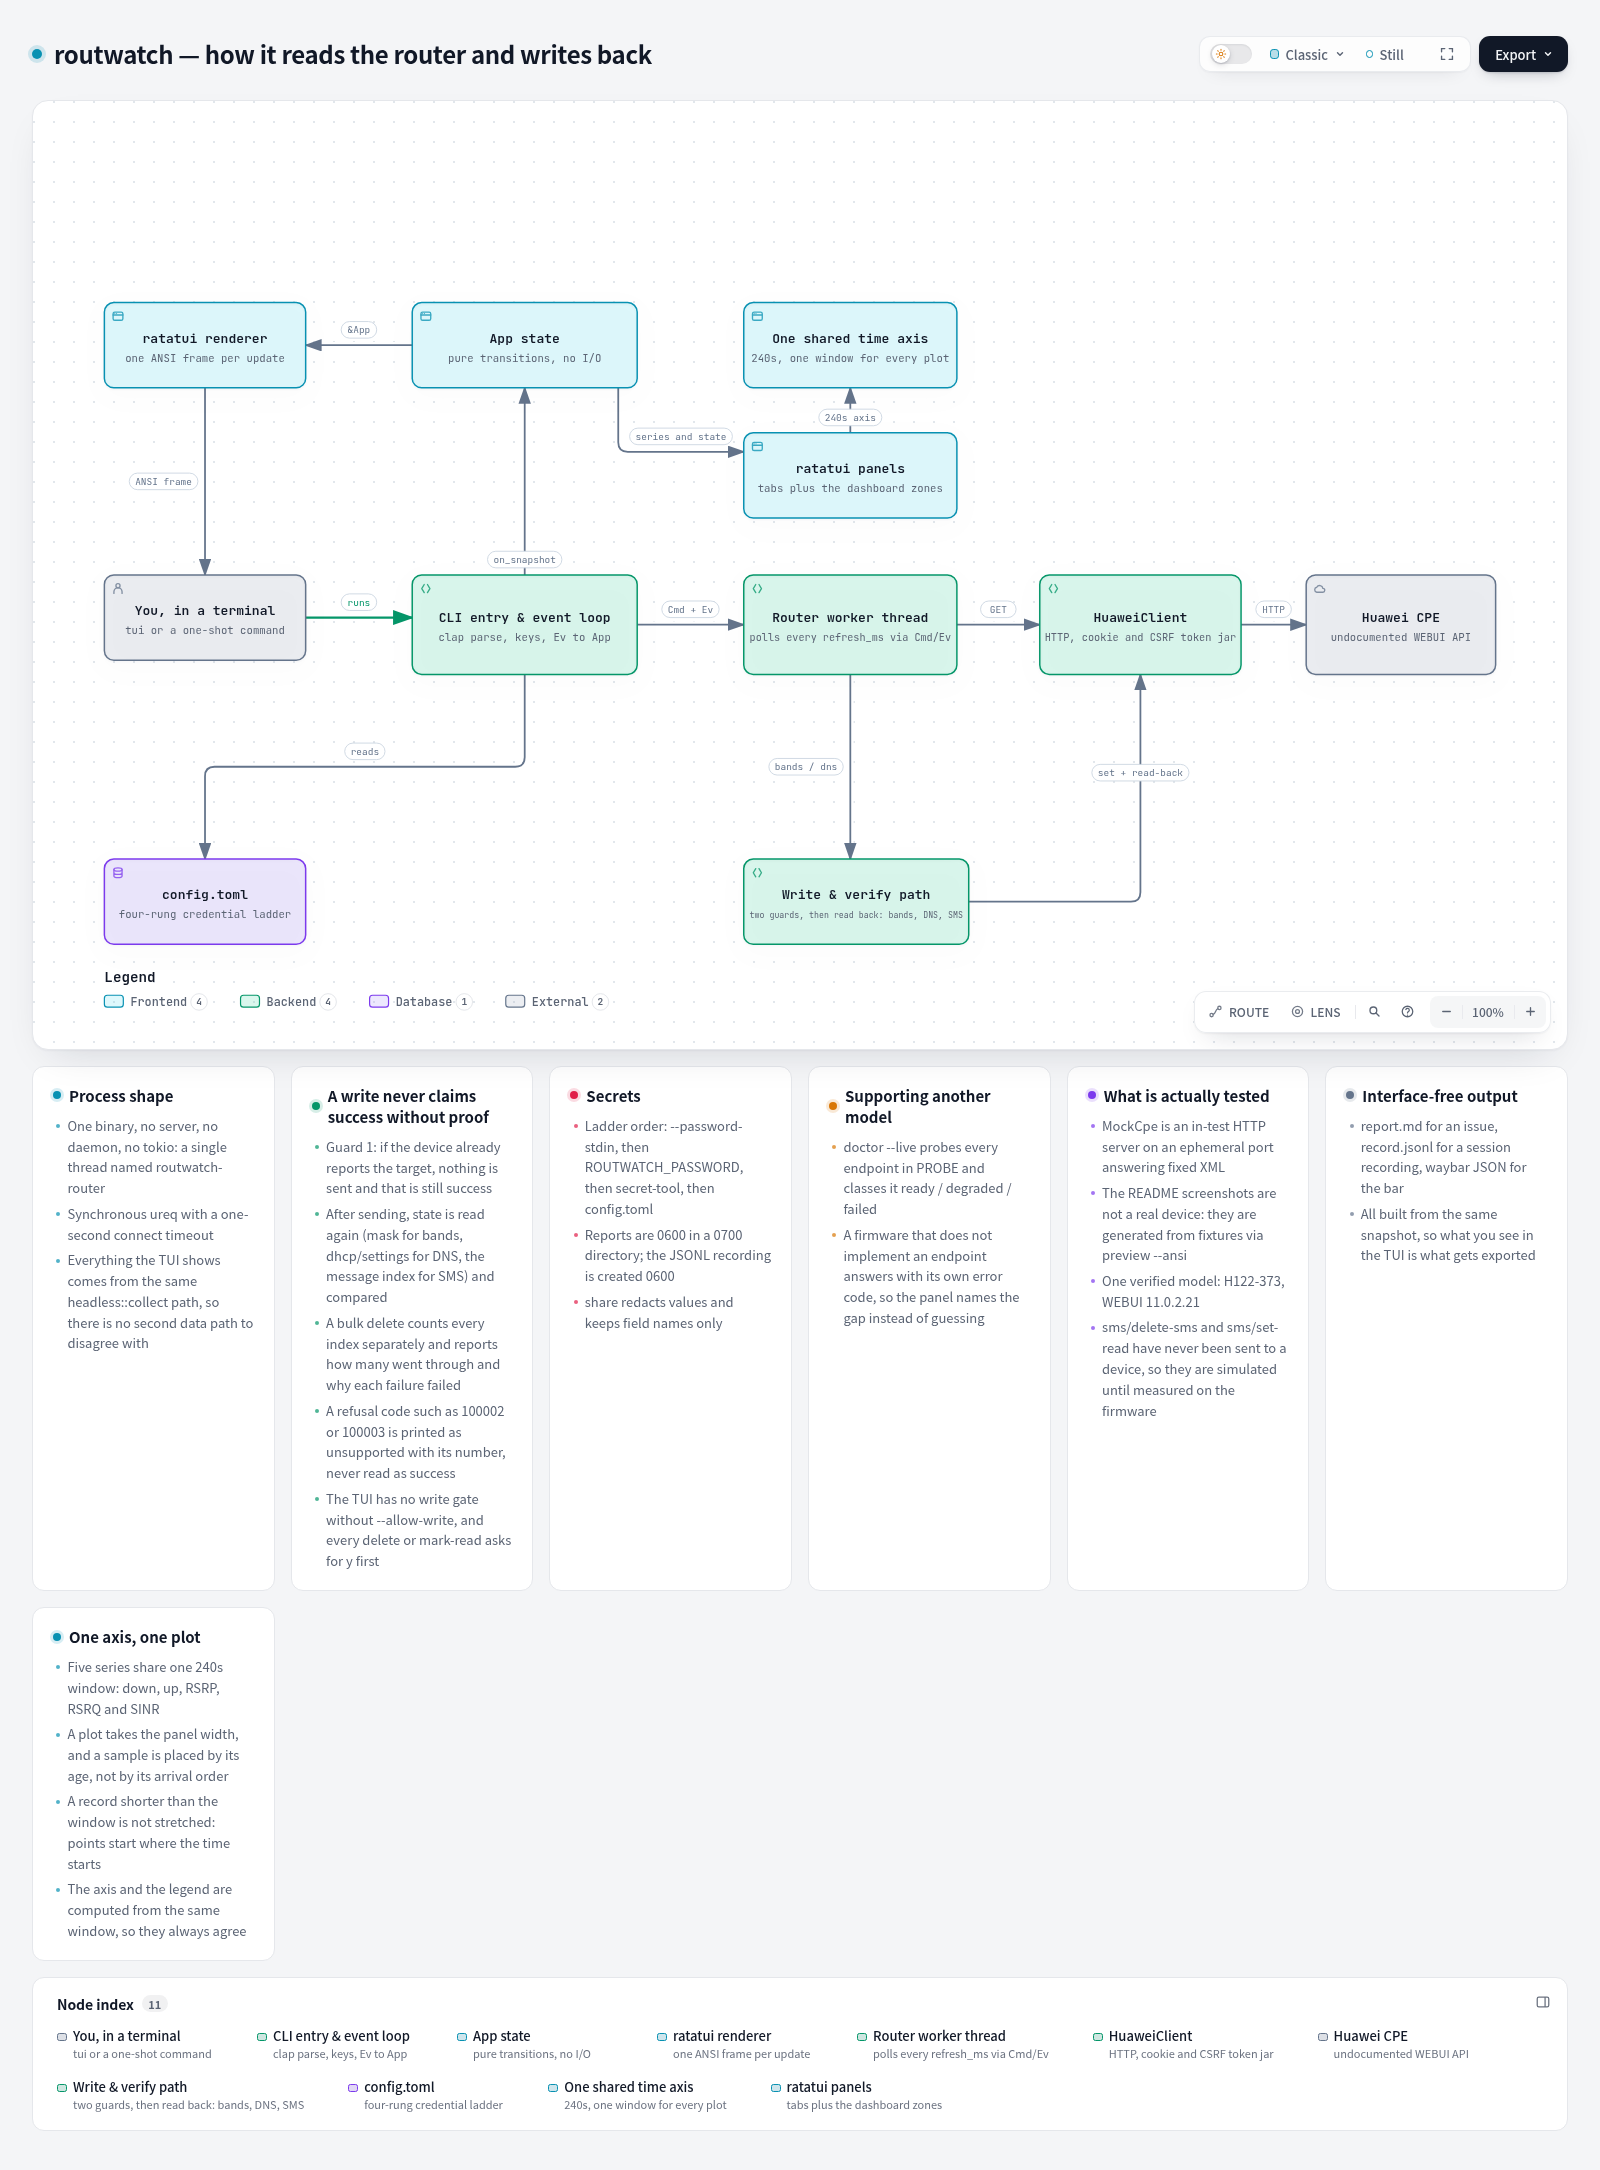 routwatch — how it reads the router and writes back
Classic
Still
Export
ratatui renderer
one ANSI frame per update
&App
App state
pure transitions, no I/O
One shared time axis
240s, one window for every plot
240s axis
series and state
ratatui panels
tabs plus the dashboard zones
ANSI frame
on_snapshot
You, in a terminal
tui or a one-shot command
runs
CLI entry & event loop
clap parse, keys, Ev to App
Cmd + Ev
Router worker thread
polls every refresh_ms via Cmd/Ev
GET
HuaweiClient
HTTP, cookie and CSRF token jar
HTTP
Huawei CPE
undocumented WEBUI API
reads
bands / dns
set + read-back
config.toml
four-rung credential ladder
Write & verify path
two guards, then read back: bands, DNS, SMS
Legend
Frontend 4
Backend 4
Database 1
External 2
ROUTE
LENS
100%
Process shape
One binary, no server, no
daemon, no tokio: a single
thread named routwatch-
router
Synchronous ureq with a one-
second connect timeout
Everything the TUI shows
comes from the same
headless::collect path, so
there is no second data path to
disagree with
A write never claims
success without proof
Guard 1: if the device already
reports the target, nothing is
sent and that is still success
After sending, state is read
again (mask for bands,
dhcp/settings for DNS, the
message index for SMS) and
compared
A bulk delete counts every
index separately and reports
how many went through and
why each failure failed
A refusal code such as 100002
or 100003 is printed as
unsupported with its number,
never read as success
The TUI has no write gate
without --allow-write, and
every delete or mark-read asks
for y first
Secrets
Ladder order: --password-
stdin, then
ROUTWATCH_PASSWORD,
then secret-tool, then
config.toml
Reports are 0600 in a 0700
directory; the JSONL recording
is created 0600
share redacts values and
keeps field names only
Supporting another
model
doctor --live probes every
endpoint in PROBE and
classes it ready / degraded /
failed
A firmware that does not
implement an endpoint
answers with its own error
code, so the panel names the
gap instead of guessing
What is actually tested
MockCpe is an in-test HTTP
server on an ephemeral port
answering fixed XML
The README screenshots are
not a real device: they are
generated from fixtures via
preview --ansi
One verified model: H122-373,
WEBUI 11.0.2.21
sms/delete-sms and sms/set-
read have never been sent to a
device, so they are simulated
until measured on the
firmware
Interface-free output
report.md for an issue,
record.jsonl for a session
recording, waybar JSON for
the bar
All built from the same
snapshot, so what you see in
the TUI is what gets exported
One axis, one plot
Five series share one 240s
window: down, up, RSRP,
RSRQ and SINR
A plot takes the panel width,
and a sample is placed by its
age, not by its arrival order
A record shorter than the
window is not stretched:
points start where the time
starts
The axis and the legend are
computed from the same
window, so they always agree
Node index 11
You, in a terminal
tui or a one-shot command
CLI entry & event loop
clap parse, keys, Ev to App
App state
pure transitions, no I/O
ratatui renderer
one ANSI frame per update
Router worker thread
polls every refresh_ms via Cmd/Ev
HuaweiClient
HTTP, cookie and CSRF token jar
Huawei CPE
undocumented WEBUI API
Write & verify path
two guards, then read back: bands, DNS, SMS
config.toml
four-rung credential ladder
One shared time axis
240s, one window for every plot
ratatui panels
tabs plus the dashboard zones